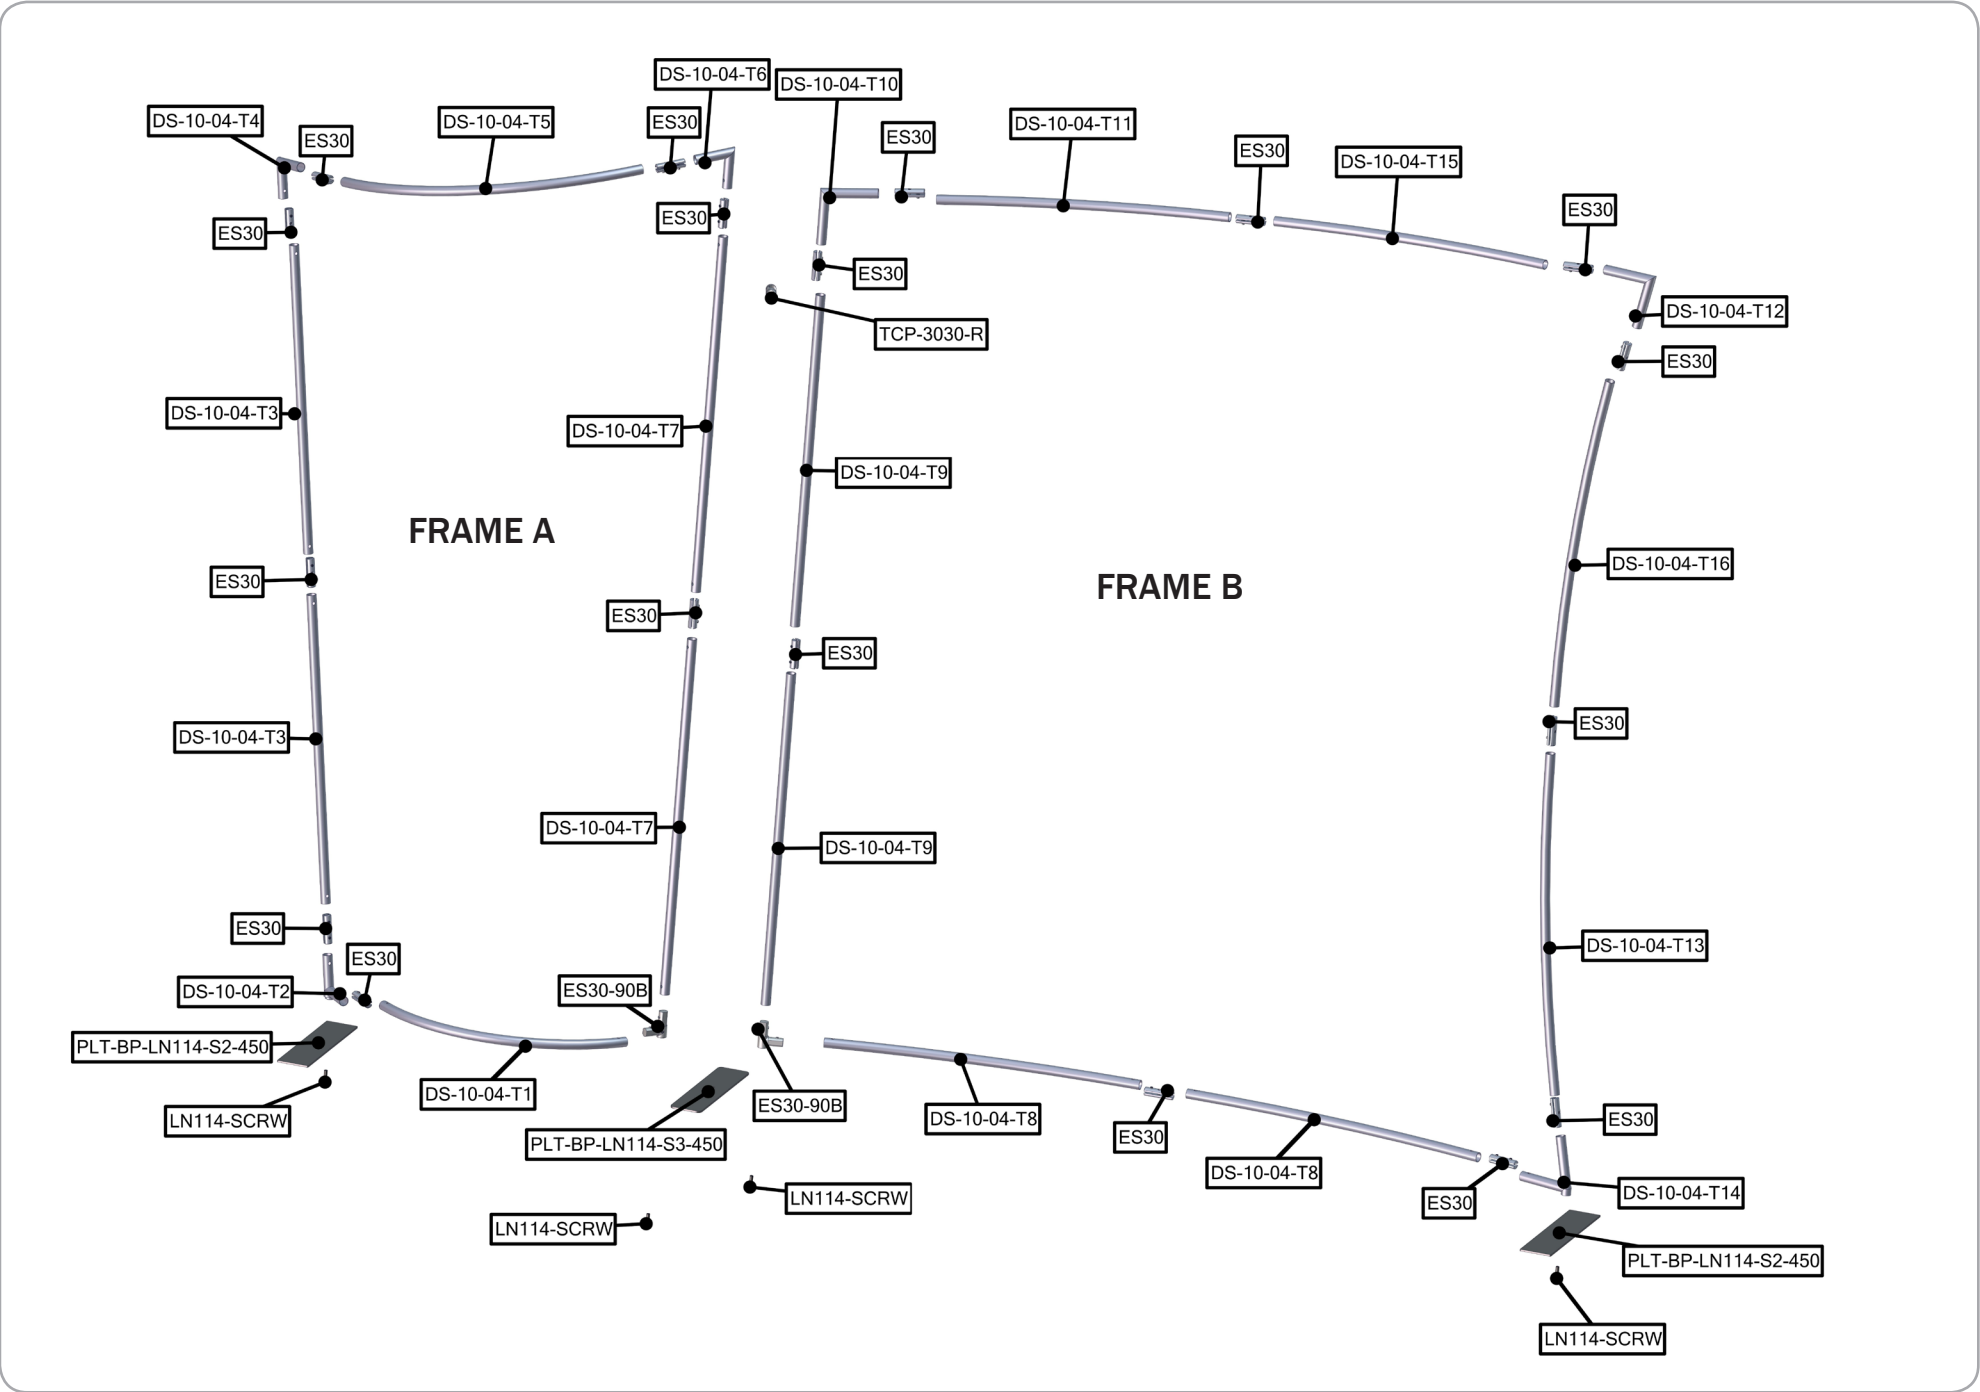 DS-10-04-T6
DS-10-04-T10
DS-10-04-T4
DS-10-04-T5
ES30
DS-10-04-T11
ES30
ES30
ES30
DS-10-04-T15
ES30
ES30
ES30
ES30
ES30
DS-10-04-T12
TCP-3030-R
ES30
DS-10-04-T3
DS-10-04-T7
DS-10-04-T9
FRAME A
FRAME B
DS-10-04-T16
ES30
ES30
ES30
ES30
DS-10-04-T3
DS-10-04-T7
DS-10-04-T9
ES30
DS-10-04-T13
ES30
DS-10-04-T2
ES30-90B
PLT-BP-LN114-S2-450
DS-10-04-T1
ES30-90B
LN114-SCRW
DS-10-04-T8
ES30
PLT-BP-LN114-S3-450
ES30
DS-10-04-T8
ES30
DS-10-04-T14
LN114-SCRW
LN114-SCRW
PLT-BP-LN114-S2-450
LN114-SCRW